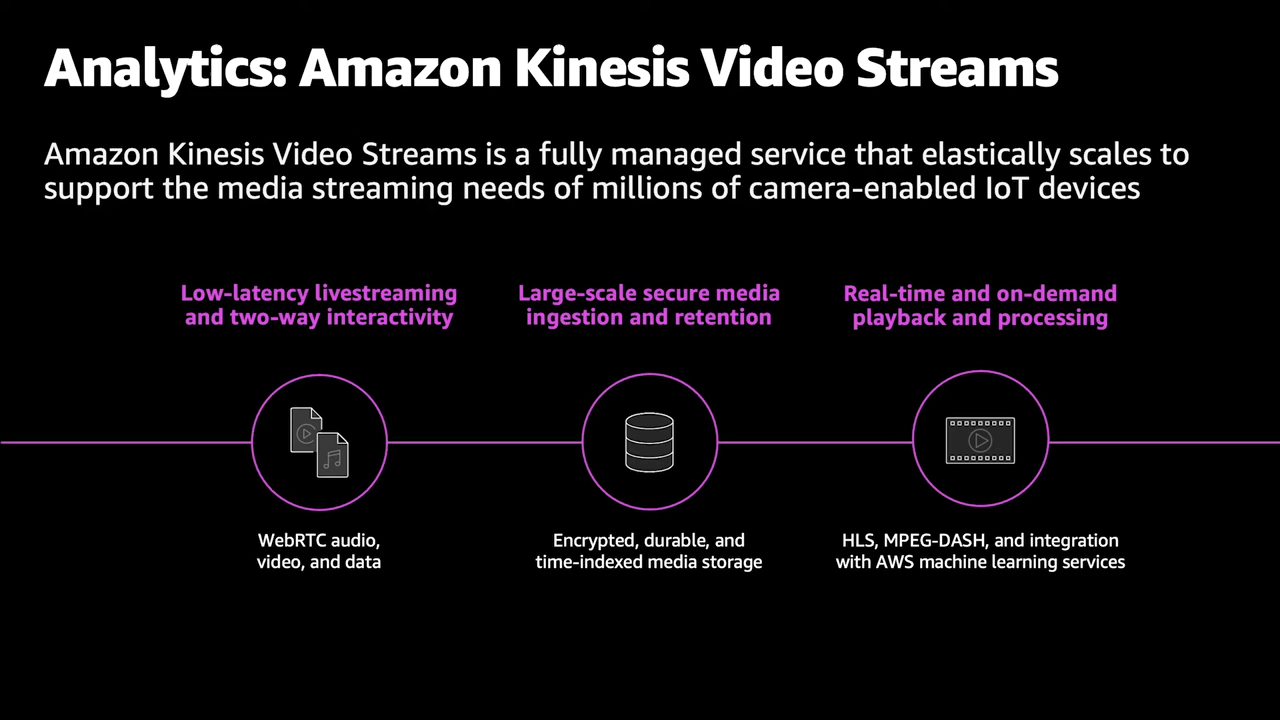 Analytics: Amazon Kinesis Video Streams
Amazon Kinesis Video Streams is a fully managed service that elastically scales to
support the media streaming needs of millions of camera-enabled IoT devices
Low-latency livestreaming
and two-way interactivity
Large-scale secure media
ingestion and retention
Real-time and on-demand
playback and processing
WebRTC audio,
video, and data
Encrypted, durable, and
time-indexed media storage
HLS, MPEG-DASH, and integration
with AWS machine learning services